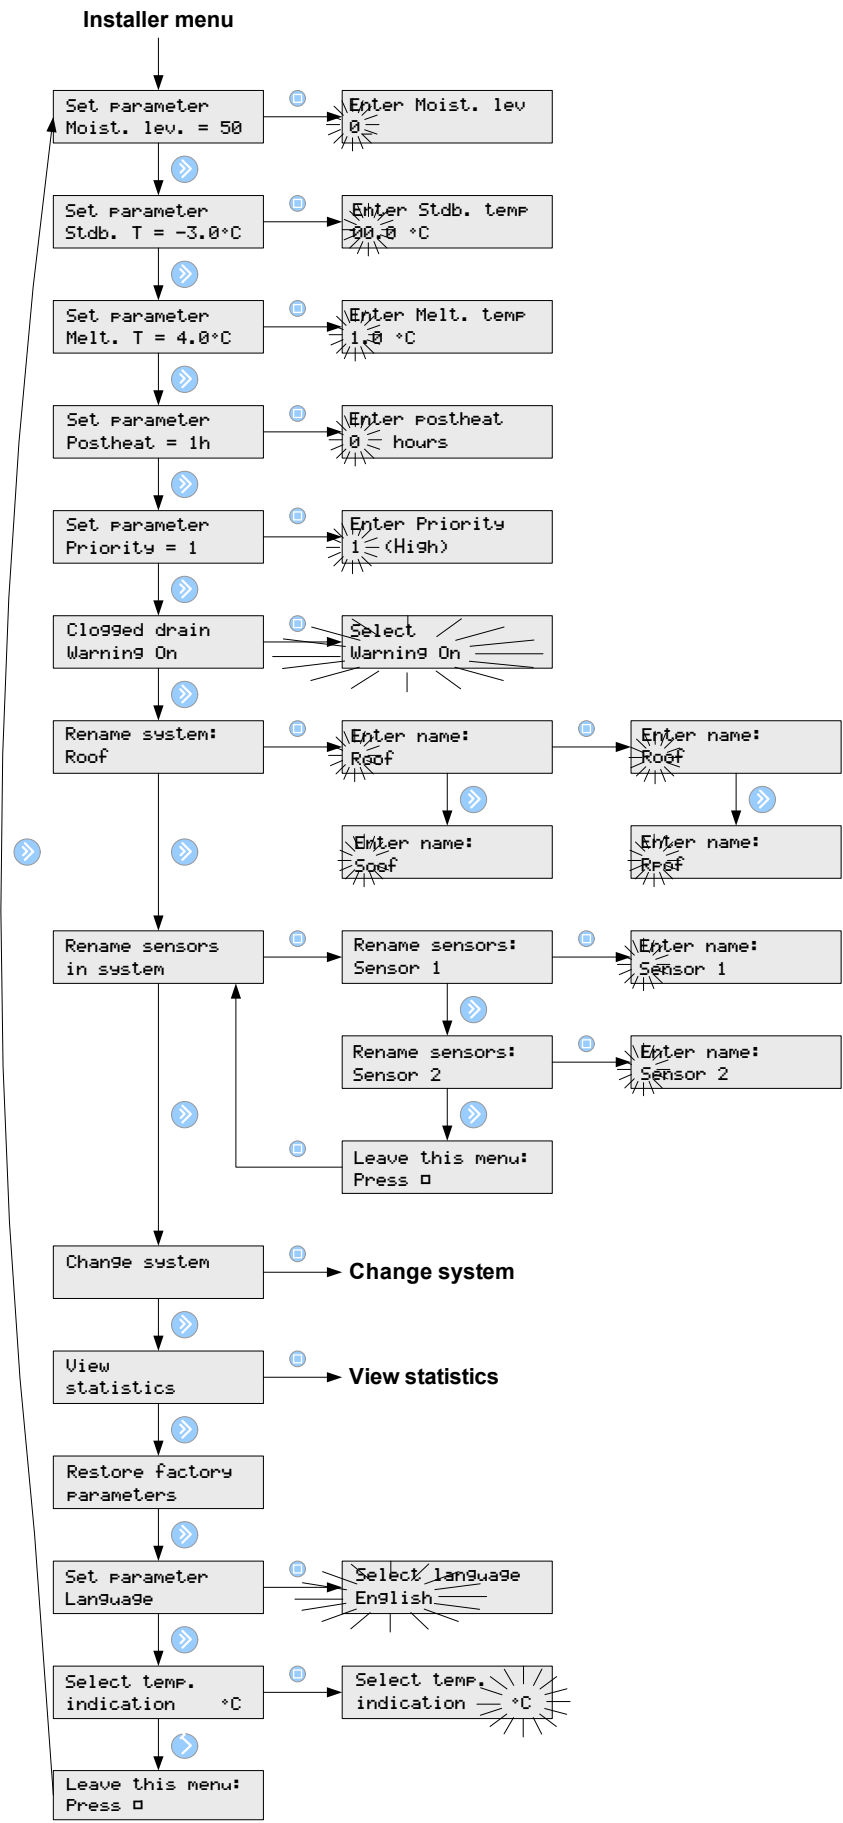 Installer menu
Set parameter
Moist. lev. = 50
Enter Moist. lev
0_
Set parameter
Stdb. T = -3.0°C
Enter Stdb. temp
00.0 °C
Set parameter
Melt. T = 4.0°C
Enter Melt. temp
1.0 °C
Set parameter
Postheat = 1h
Enter postheat
0 hours
Set parameter
Priority = 1
Enter Priority
1 (High)
Clogged drain
Warning On
Select
Warning On
Rename system:
Roof
Enter name:
Roof
Enter name:
Roof
Enter name:
Soof
Enter name:
Rpof
Rename sensors
in system
Rename sensors:
Sensor 1
Enter name:
Sensor 1
Rename sensors:
Sensor 2
Enter name:
Sensor 2
Leave this menu:
Press □
Change system
Change system
View
statistics
View statistics
Restore factory
parameters
Set parameter
Language
Select language
English
Select temp.
indication °C
Select temp.
indication °C
Leave this menu:
Press □